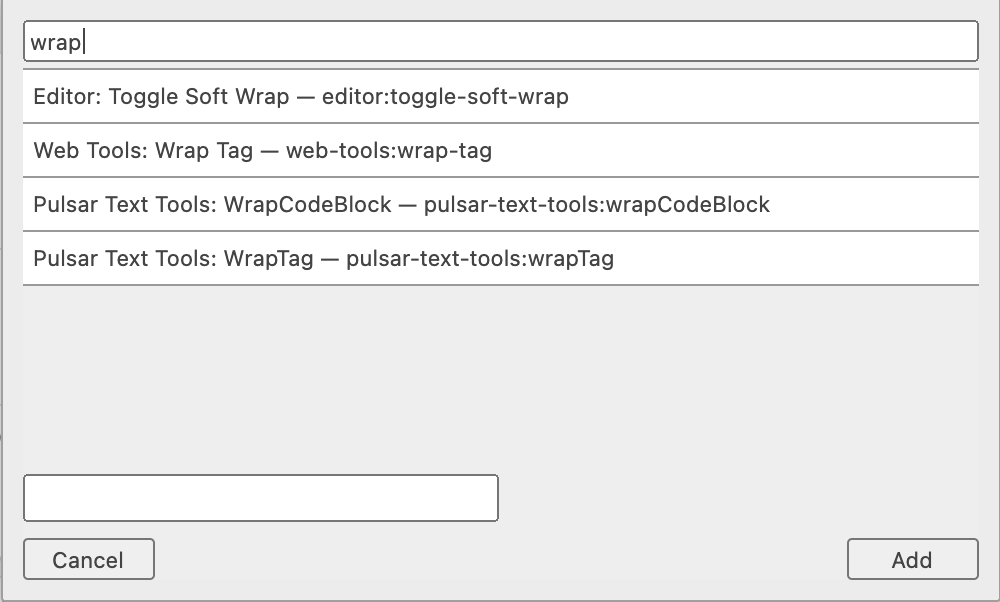 wrap
Editor: Toggle Soft Wrap — editor:toggle-soft-wrap
Web Tools: Wrap Tag — web-tools:wrap-tag
Pulsar Text Tools: WrapCodeBlock — pulsar-text-tools:wrapCodeBlock
Pulsar Text Tools: WrapTag — pulsar-text-tools:wrapTag
Cancel
Add